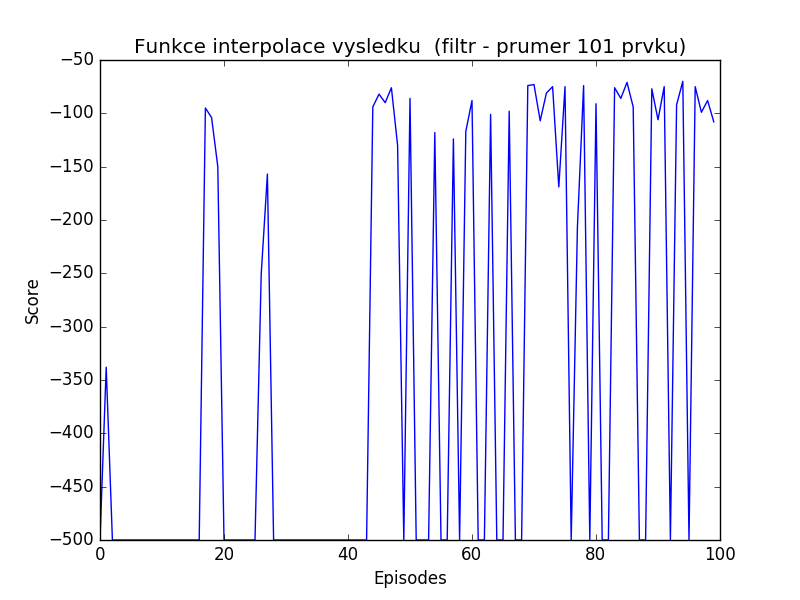 Funkce interpolace vysledku  (filtr - prumer 101 prvku)
−50
−100
−150
−200
−250
−300
−350
−400
−450
−500
Score
0 20 40 60 80 100
Episodes